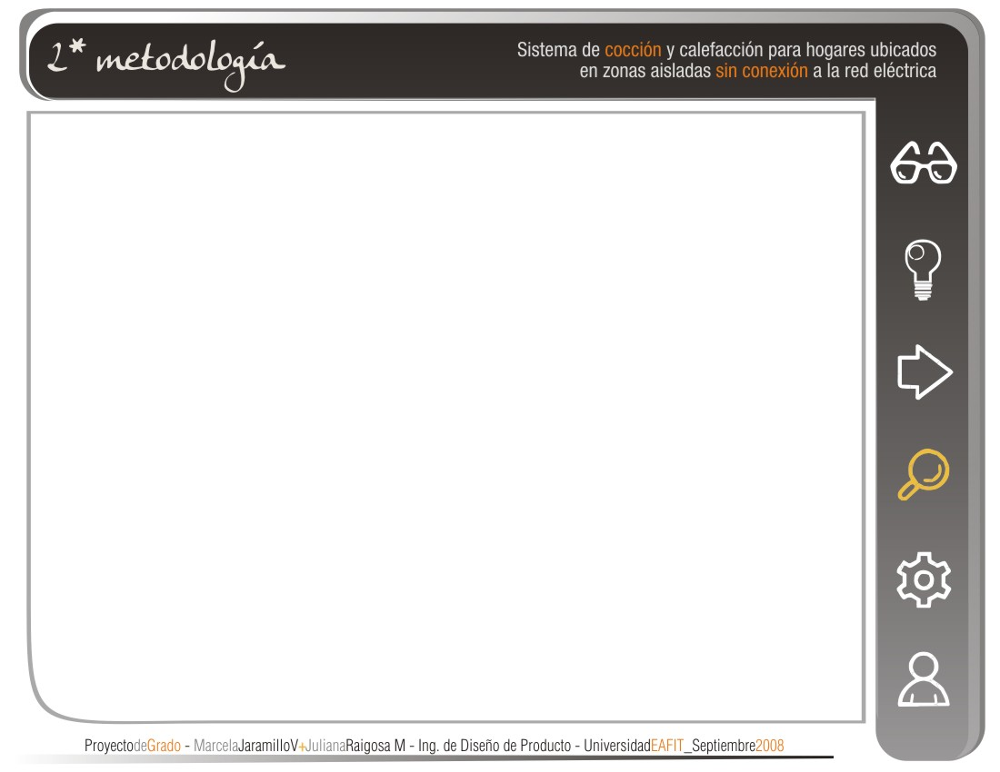 2* metodología
Sistema de cocción y calefacción para hogares ubicados
en zonas aisladas sin conexión a la red eléctrica
ProyectodeGrado - MarcelaJaramilloV+JulianaRaigosa M - Ing. de Diseño de Producto - UniversidadEAFIT_Septiembre2008